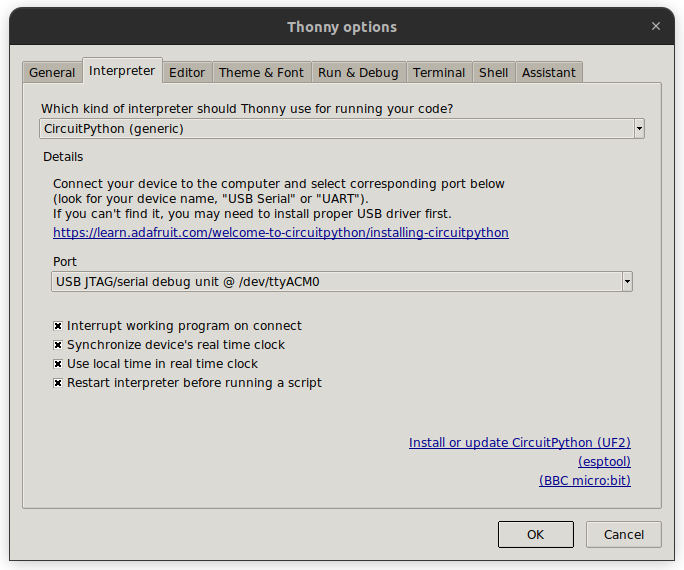 Thonny options
×
General Interpreter Editor Theme & Font Run & Debug Terminal Shell Assistant
Which kind of interpreter should Thonny use for running your code?
CircuitPython (generic)
Details
Connect your device to the computer and select corresponding port below
(look for your device name, "USB Serial" or "UART").
If you can't find it, you may need to install proper USB driver first.
https://learn.adafruit.com/welcome-to-circuitpython/installing-circuitpython
Port
USB JTAG/serial debug unit @ /dev/ttyACM0
Interrupt working program on connect
Synchronize device's real time clock
Use local time in real time clock
Restart interpreter before running a script
Install or update CircuitPython (UF2)
(esptool)
(BBC micro:bit)
OK Cancel